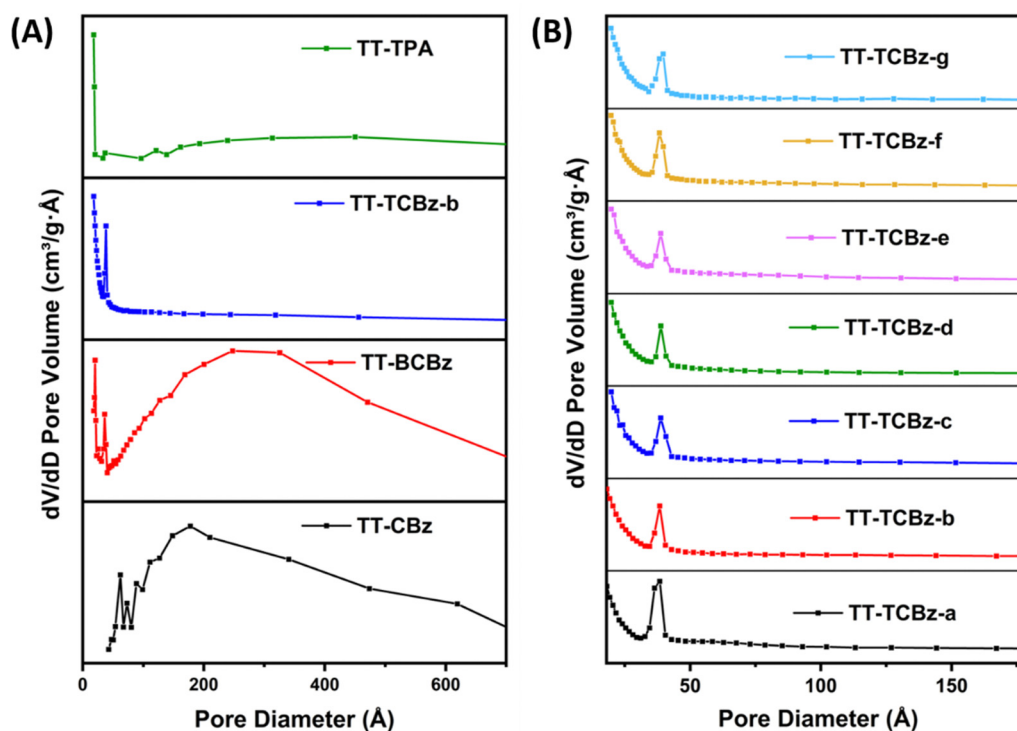 (A)
TT-TPA
TT-TCBz-b
TT-BCBz
TT-CBz
dV/dD Pore Volume (cm³/g·Å)
0 200 400 600
Pore Diameter (Å)
(B)
TT-TCBz-g
TT-TCBz-f
TT-TCBz-e
TT-TCBz-d
TT-TCBz-c
TT-TCBz-b
TT-TCBz-a
dV/dD Pore Volume (cm³/g·Å)
50 100 150
Pore Diameter (Å)